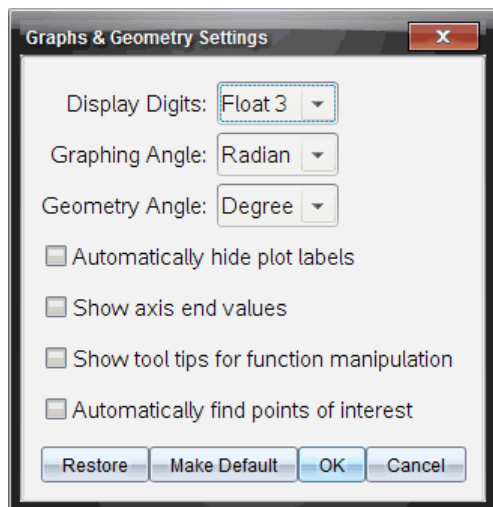 Graphs & Geometry Settings
x
Display Digits: Float 3
Graphing Angle: Radian
Geometry Angle: Degree
Automatically hide plot labels
Show axis end values
Show tool tips for function manipulation
Automatically find points of interest
Restore Make Default OK Cancel